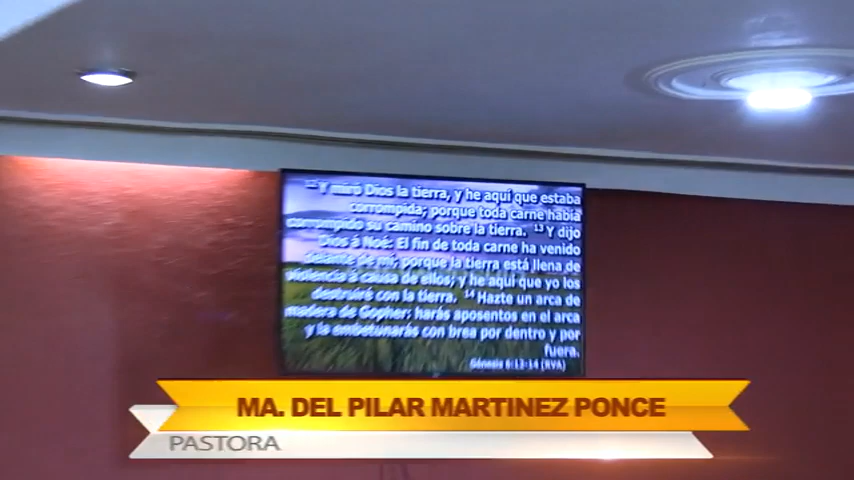 12 Y miró Dios la tierra, y he aquí que estaba
corrompida; porque toda carne había
corrompido su camino sobre la tierra. 13 Y dijo
Dios á Noé: El fin de toda carne ha venido
delante de mí; porque la tierra está llena de
violencia á causa de ellos; y he aquí que yo los
destruiré con la tierra. 14 Hazte un arca de
madera de Gopher: harás aposentos en el arca
y la embetunarás con brea por dentro y por
fuera.
Génesis 6:12-14 (RVA)
MA. DEL PILAR MARTINEZ PONCE
PASTORA